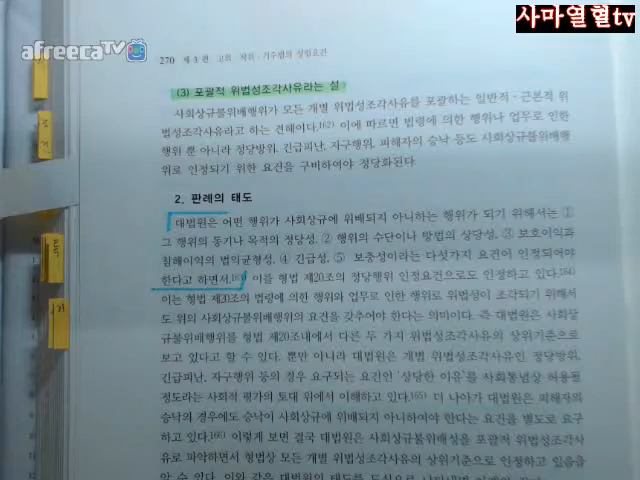 사마열혈tv
afreecaTV
270 제 3 편 고의 작위·기수범의 성립요건
(3) 포괄적 위법성조각사유라는 설
사회상규불위배행위가 모든 개별 위법성조각사유를 포괄하는 일반적·근본적 위
법성조각사유라고 하는 견해이다.162) 이에 따르면 법령에 의한 행위나 업무로 인한
행위 뿐 아니라 정당방위, 긴급피난, 자구행위, 피해자의 승낙 등도 사회상규불위배행
위로 인정되기 위한 요건을 구비하여야 정당화된다.
2. 판례의 태도
대법원은 어떤 행위가 사회상규에 위배되지 아니하는 행위가 되기 위해서는 ①
그 행위의 동기나 목적의 정당성, ② 행위의 수단이나 방법의 상당성, ③ 보호이익과
침해이익의 법익균형성, ④ 긴급성, ⑤ 보충성이라는 다섯가지 요건이 인정되어야
한다고 하면서,163) 이를 형법 제20조의 정당행위 인정요건으로도 인정하고 있다.164)
이는 형법 제20조의 법령에 의한 행위와 업무로 인한 행위로 위법성이 조각되기 위해서
도 위의 사회상규불위배행위의 요건을 갖추어야 한다는 의미이다. 즉 대법원은 사회상
규불위배행위를 형법 제20조내에서 다른 두 가지 위법성조각사유의 상위기준으로
보고 있다고 할 수 있다. 뿐만 아니라 대법원은 개별 위법성조각사유인 정당방위,
긴급피난, 자구행위 등의 경우 요구되는 요건인 '상당한 이유'를 사회통념상 허용될
정도라는 사회적 평가의 토대 위에서 이해하고 있다.165) 더 나아가 대법원은 피해자의
승낙의 경우에도 승낙이 사회상규에 위배되지 아니하여야 한다는 요건을 별도로 요구
하고 있다.166) 이렇게 보면 결국 대법원은 사회상규불위배성을 포괄적 위법성조각사
유로 파악하면서 형법상 모든 개별 위법성조각사유의 상위기준으로 인정하고 있음을
알 수 있다. 이와 같은 대법원의 태도를